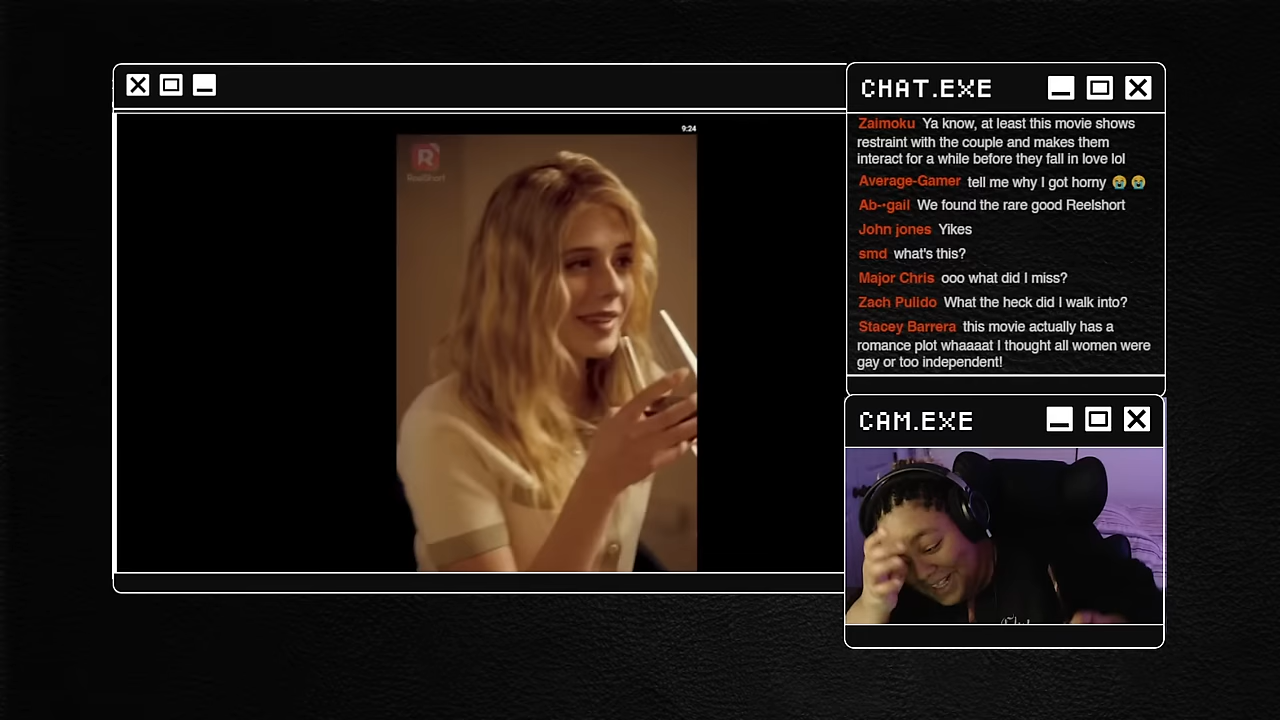 9:24
R
ReelShort
CHAT.EXE
Zaimoku Ya know, at least this movie shows
restraint with the couple and makes them
interact for a while before they fall in love lol
Average-Gamer tell me why I got horny 😭 😭
Ab-·gail We found the rare good Reelshort
John jones Yikes
smd what's this?
Major Chris ooo what did I miss?
Zach Pulido What the heck did I walk into?
Stacey Barrera this movie actually has a
romance plot whaaaat I thought all women were
gay or too independent!
CAM.EXE